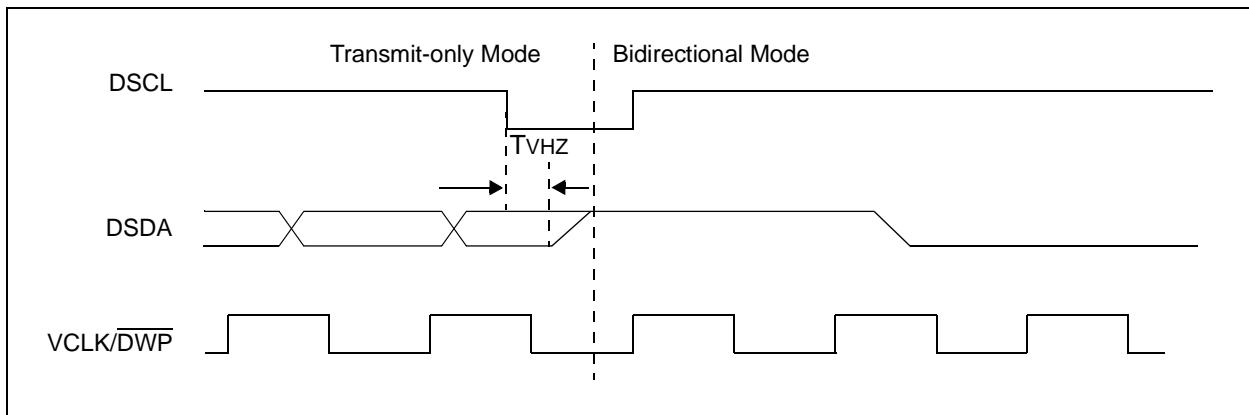 Transmit-only Mode Bidirectional Mode
DSCL
TVHZ
DSDA
VCLK/DWP